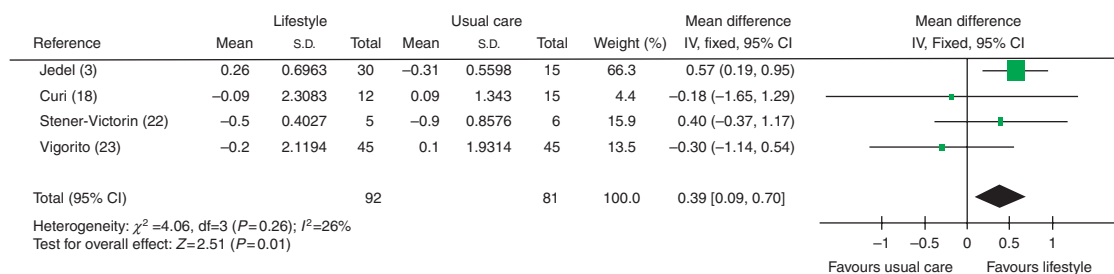 Lifestyle Usual care Mean difference Mean difference
Reference Mean S.D. Total Mean S.D. Total Weight (%) IV, fixed, 95% CI IV, Fixed, 95% CI
Jedel (3) 0.26 0.6963 30 −0.31 0.5598 15 66.3 0.57 (0.19, 0.95)
Curi (18) −0.09 2.3083 12 0.09 1.343 15 4.4 −0.18 (−1.65, 1.29)
Stener-Victorin (22) −0.5 0.4027 5 −0.9 0.8576 6 15.9 0.40 (−0.37, 1.17)
Vigorito (23) −0.2 2.1194 45 0.1 1.9314 45 13.5 −0.30 (−1.14, 0.54)
Total (95% CI) 92 81 100.0 0.39 [0.09, 0.70]
Heterogeneity: χ² =4.06, df=3 (P=0.26); I²=26%
Test for overall effect: Z=2.51 (P=0.01)
−1 −0.5 0 0.5 1
Favours usual care Favours lifestyle